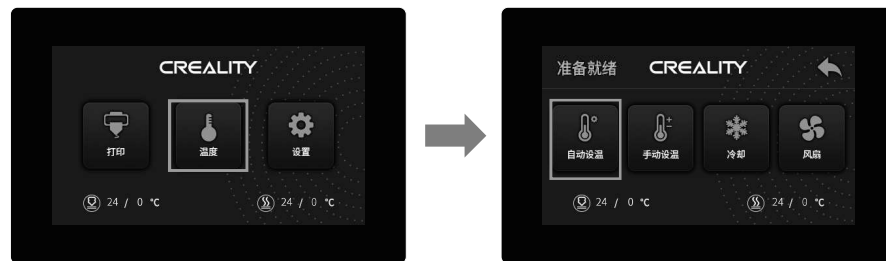 CREALITY
打印
温度
设置
24 / 0 ℃
24 / 0 ℃
准备就绪
CREALITY
自动设温
手动设温
冷却
风扇
24 / 0 ℃
24 / 0 ℃